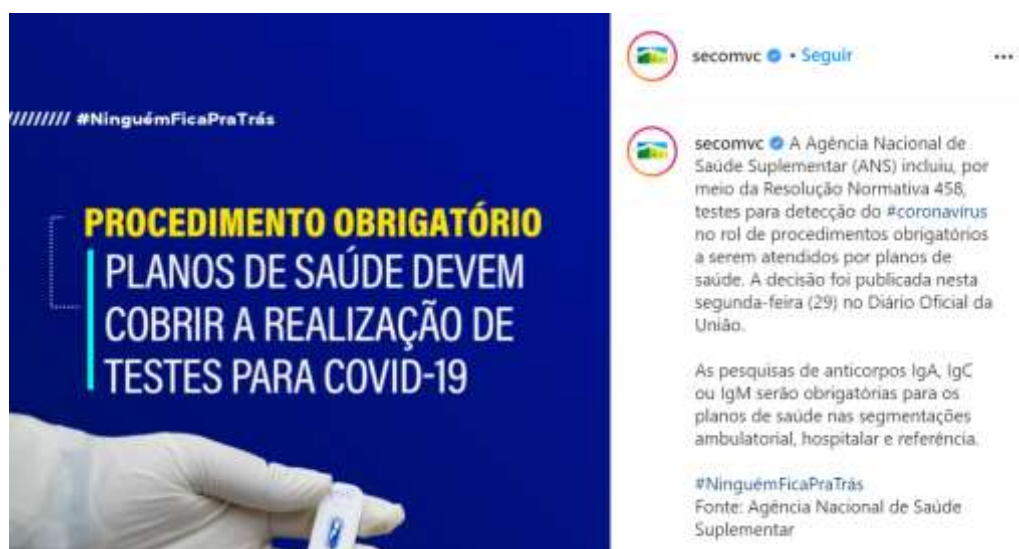 ///////// #NinguémFicaPraTrás
PROCEDIMENTO OBRIGATÓRIO
PLANOS DE SAÚDE DEVEM
COBRIR A REALIZAÇÃO DE
TESTES PARA COVID-19
secomvc • Seguir
secomvc A Agência Nacional de
Saúde Suplementar (ANS) incluiu, por
meio da Resolução Normativa 458,
testes para detecção do #coronavírus
no rol de procedimentos obrigatórios
a serem atendidos por planos de
saúde. A decisão foi publicada nesta
segunda-feira (29) no Diário Oficial da
União.
As pesquisas de anticorpos IgA, IgC
ou IgM serão obrigatórias para os
planos de saúde nas segmentações
ambulatorial, hospitalar e referência.
#NinguémFicaPraTrás
Fonte: Agência Nacional de Saúde
Suplementar